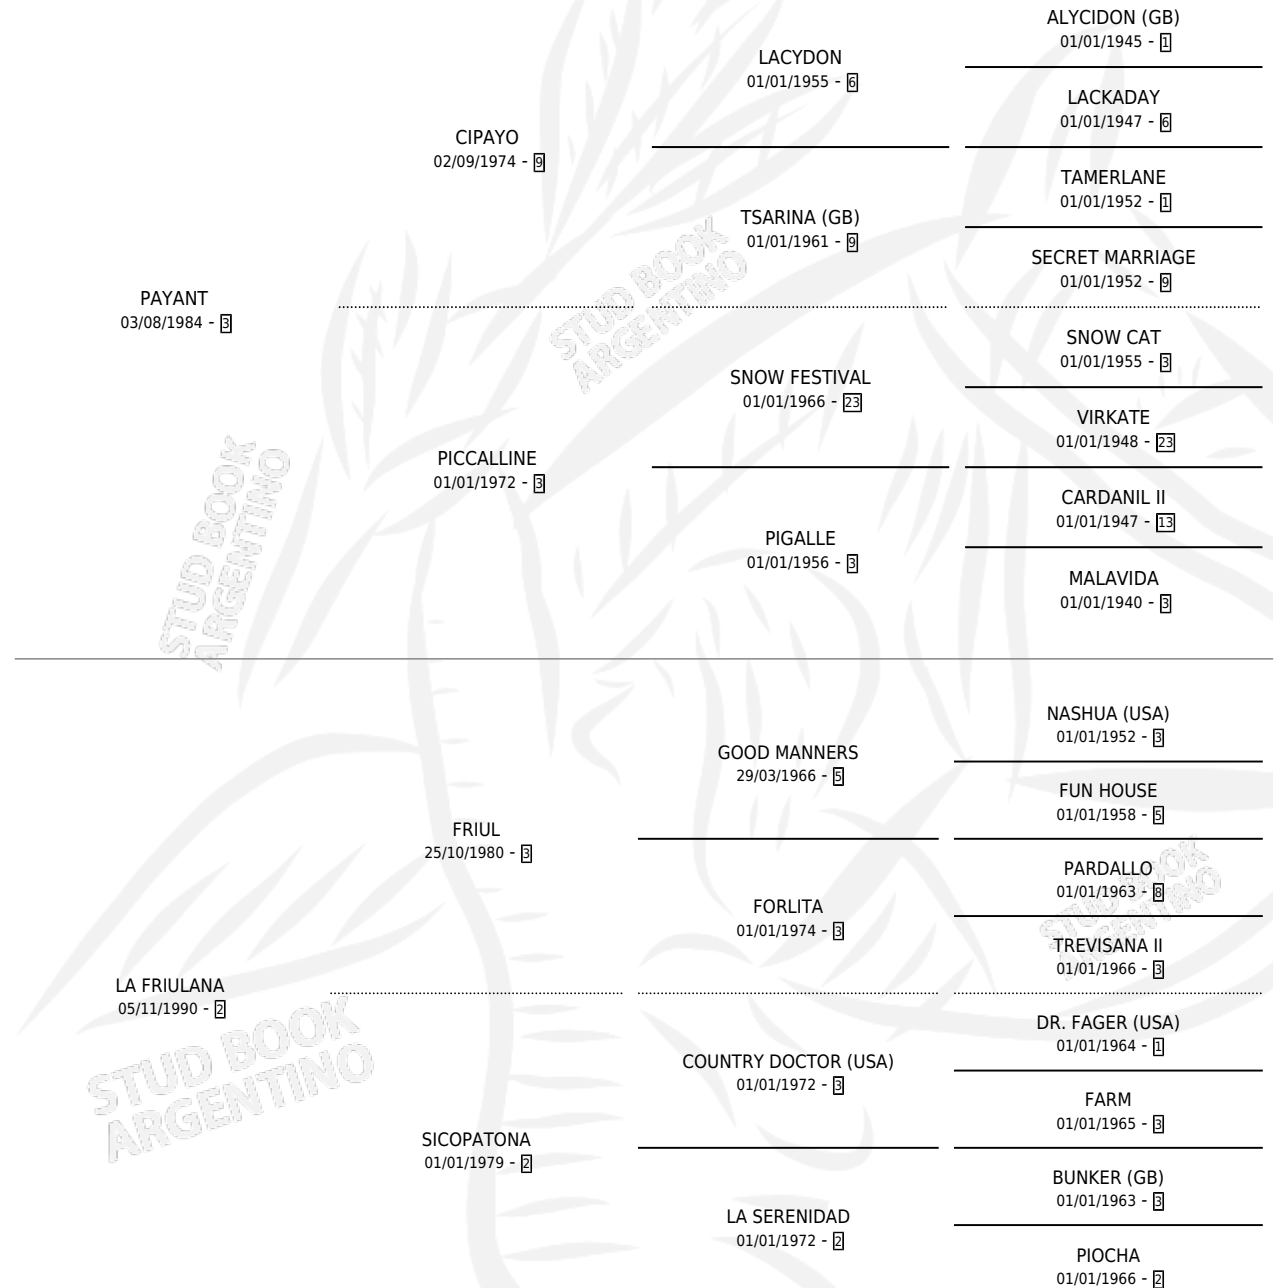 ALYCIDON (GB)
01/01/1945 - 1
LACYDON
01/01/1955 - 6
LACKADAY
01/01/1947 - 6
CIPAYO
02/09/1974 - 9
TAMERLANE
01/01/1952 - 1
TSARINA (GB)
01/01/1961 - 9
SECRET MARRIAGE
01/01/1952 - 9
PAYANT
03/08/1984 - 3
SNOW CAT
01/01/1955 - 3
SNOW FESTIVAL
01/01/1966 - 23
VIRKATE
01/01/1948 - 23
PICCALLINE
01/01/1972 - 3
CARDANIL II
01/01/1947 - 13
PIGALLE
01/01/1956 - 3
MALAVIDA
01/01/1940 - 3
NASHUA (USA)
01/01/1952 - 3
GOOD MANNERS
29/03/1966 - 5
FUN HOUSE
01/01/1958 - 5
FRIUL
25/10/1980 - 3
PARDALLO
01/01/1963 - 8
FORLITA
01/01/1974 - 3
TREVISANA II
01/01/1966 - 3
LA FRIULANA
05/11/1990 - 2
DR. FAGER (USA)
01/01/1964 - 1
COUNTRY DOCTOR (USA)
01/01/1972 - 3
FARM
01/01/1965 - 3
SICOPATONA
01/01/1979 - 2
BUNKER (GB)
01/01/1963 - 3
LA SERENIDAD
01/01/1972 - 2
PIOCHA
01/01/1966 - 2
STUD BOOK
ARGENTINO
STUD BOOK
ARGENTINO
STUD BOOK
ARGENTINO
STUD BOOK
ARGENTINO